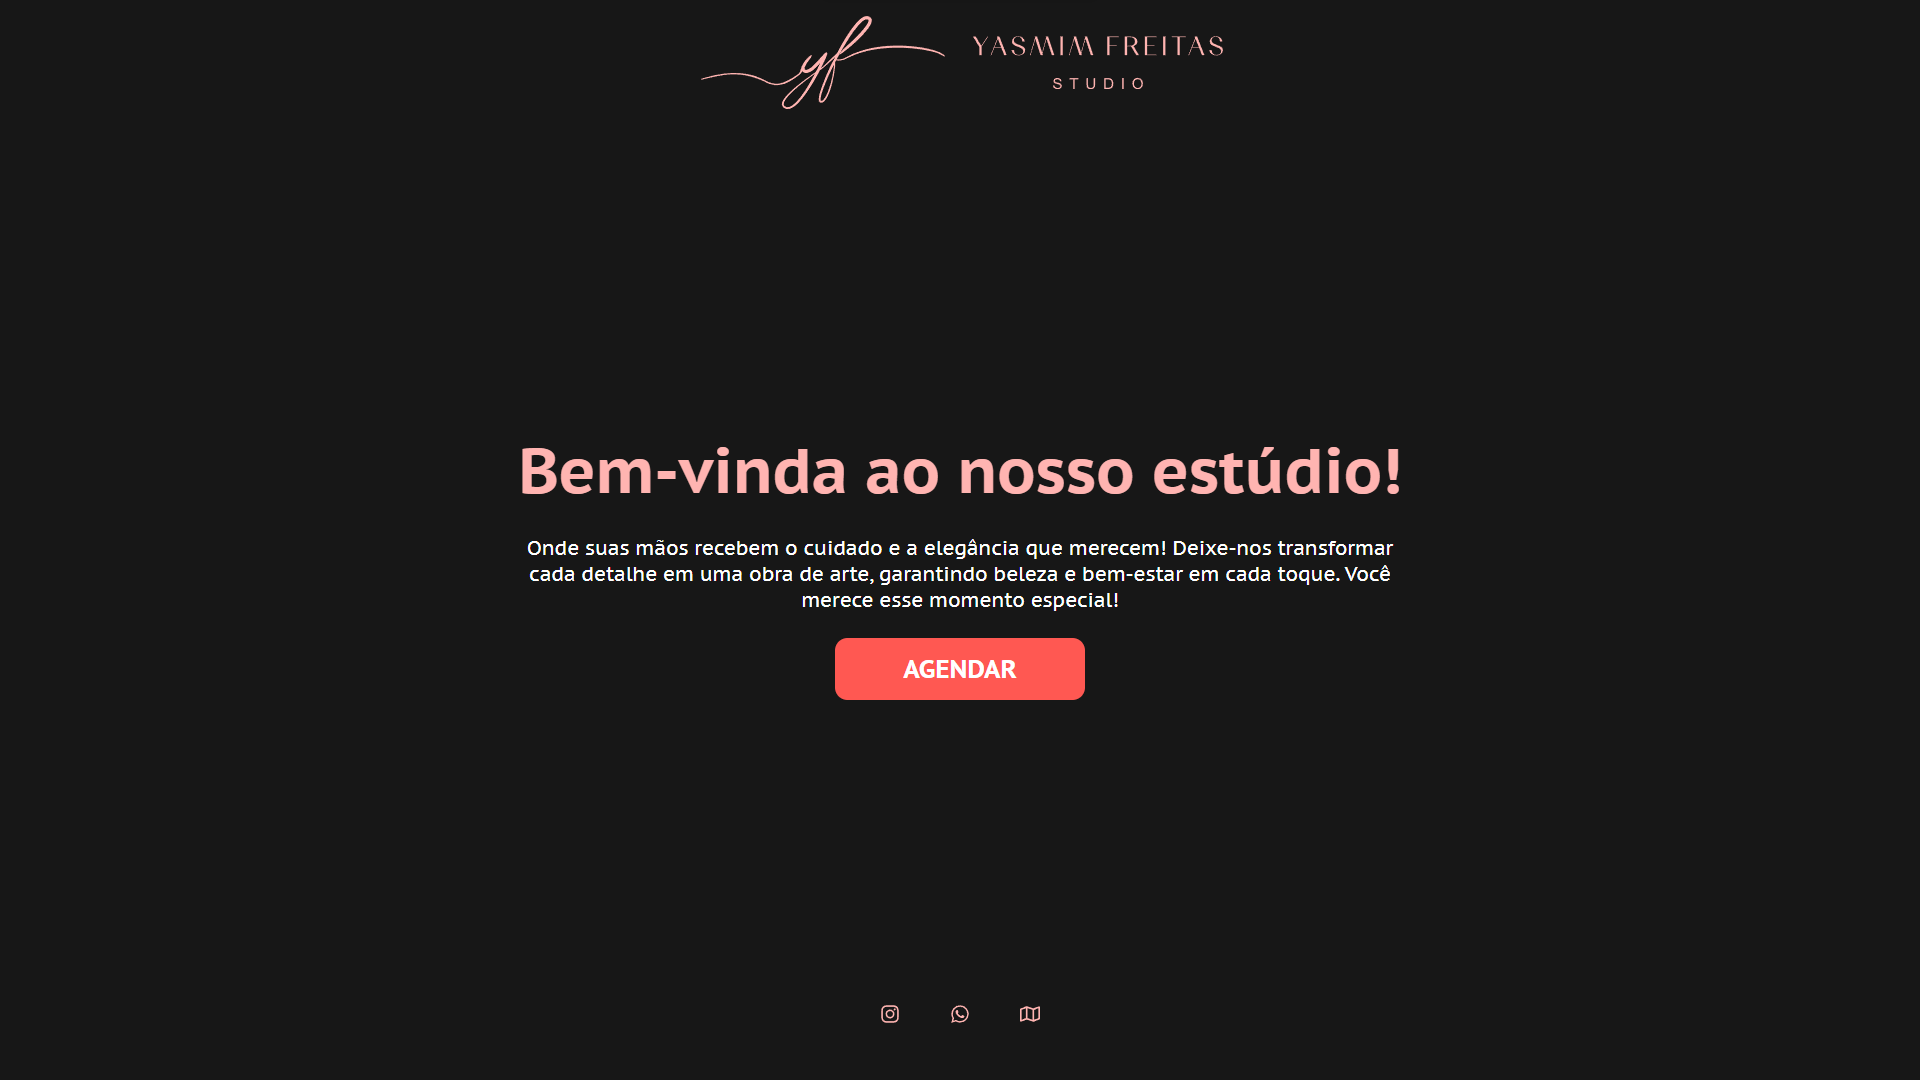 yf
YASMIM FREITAS
STUDIO
Bem-vinda ao nosso estúdio!
Onde suas mãos recebem o cuidado e a elegância que merecem! Deixe-nos transformar
cada detalhe em uma obra de arte, garantindo beleza e bem-estar em cada toque. Você
merece esse momento especial!
AGENDAR